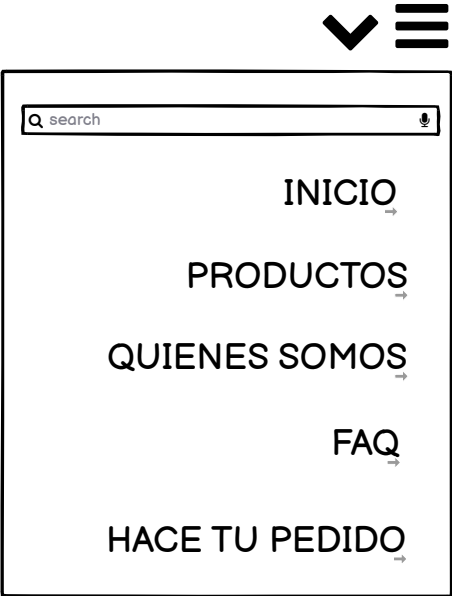 search
INICIO
PRODUCTOS
QUIENES SOMOS
FAQ
HACE TU PEDIDO